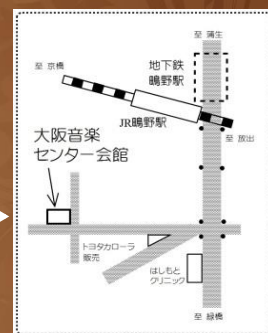 至 蒲生
地下鉄
鴫野駅
至 京橋
JR鴫野駅
至 放出
大阪音楽
センター会館
トヨタカローラ
販売
はしもと
クリニック
至 緑橋